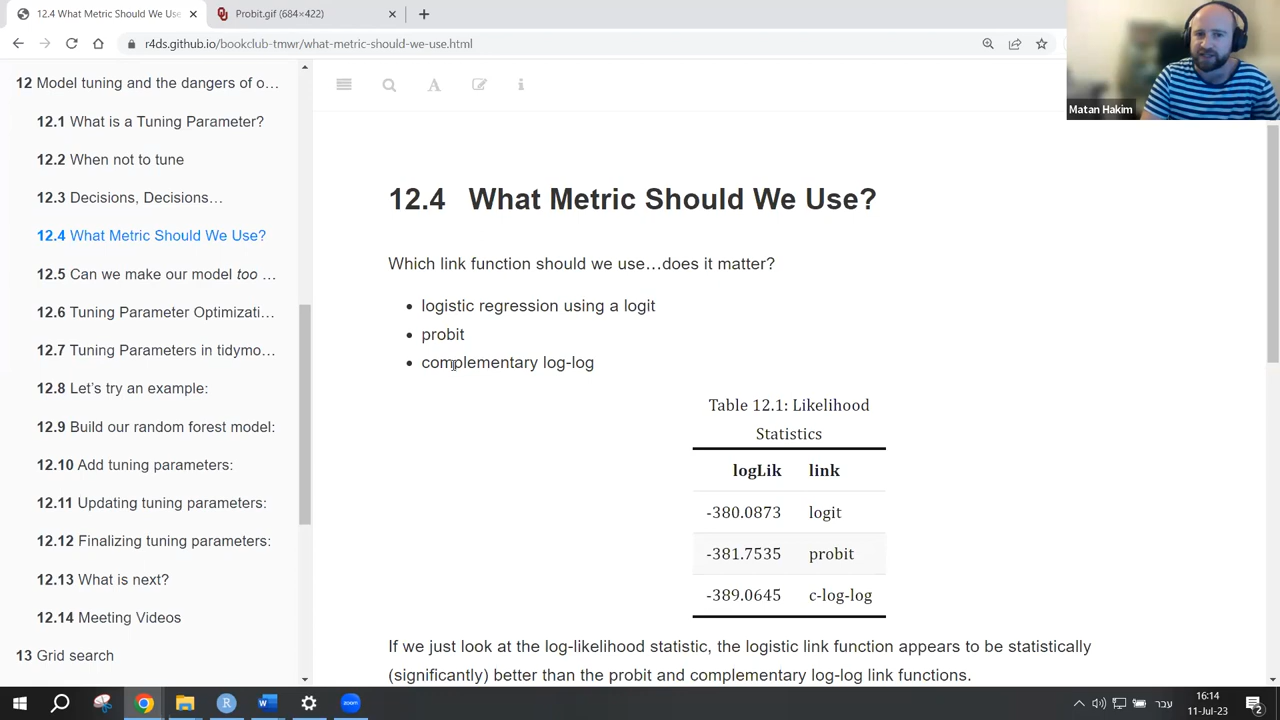 12.4 What Metric Should We Use
Probit.gif (684×422)
r4ds.github.io/bookclub-tmwr/what-metric-should-we-use.html
Matan Hakim
12 Model tuning and the dangers of o…
12.1 What is a Tuning Parameter?
12.2 When not to tune
12.3 Decisions, Decisions…
12.4 What Metric Should We Use?
12.5 Can we make our model too …
12.6 Tuning Parameter Optimizati…
12.7 Tuning Parameters in tidymo…
12.8 Let’s try an example:
12.9 Build our random forest model:
12.10 Add tuning parameters:
12.11 Updating tuning parameters:
12.12 Finalizing tuning parameters:
12.13 What is next?
12.14 Meeting Videos
13 Grid search
12.4 What Metric Should We Use?
Which link function should we use…does it matter?
logistic regression using a logit
probit
complementary log-log
Table 12.1: Likelihood
Statistics
logLik link
-380.0873 logit
-381.7535 probit
-389.0645 c-log-log
If we just look at the log-likelihood statistic, the logistic link function appears to be statistically
(significantly) better than the probit and complementary log-log link functions.
W
zoom
עבר
16:14
11-Jul-23
2